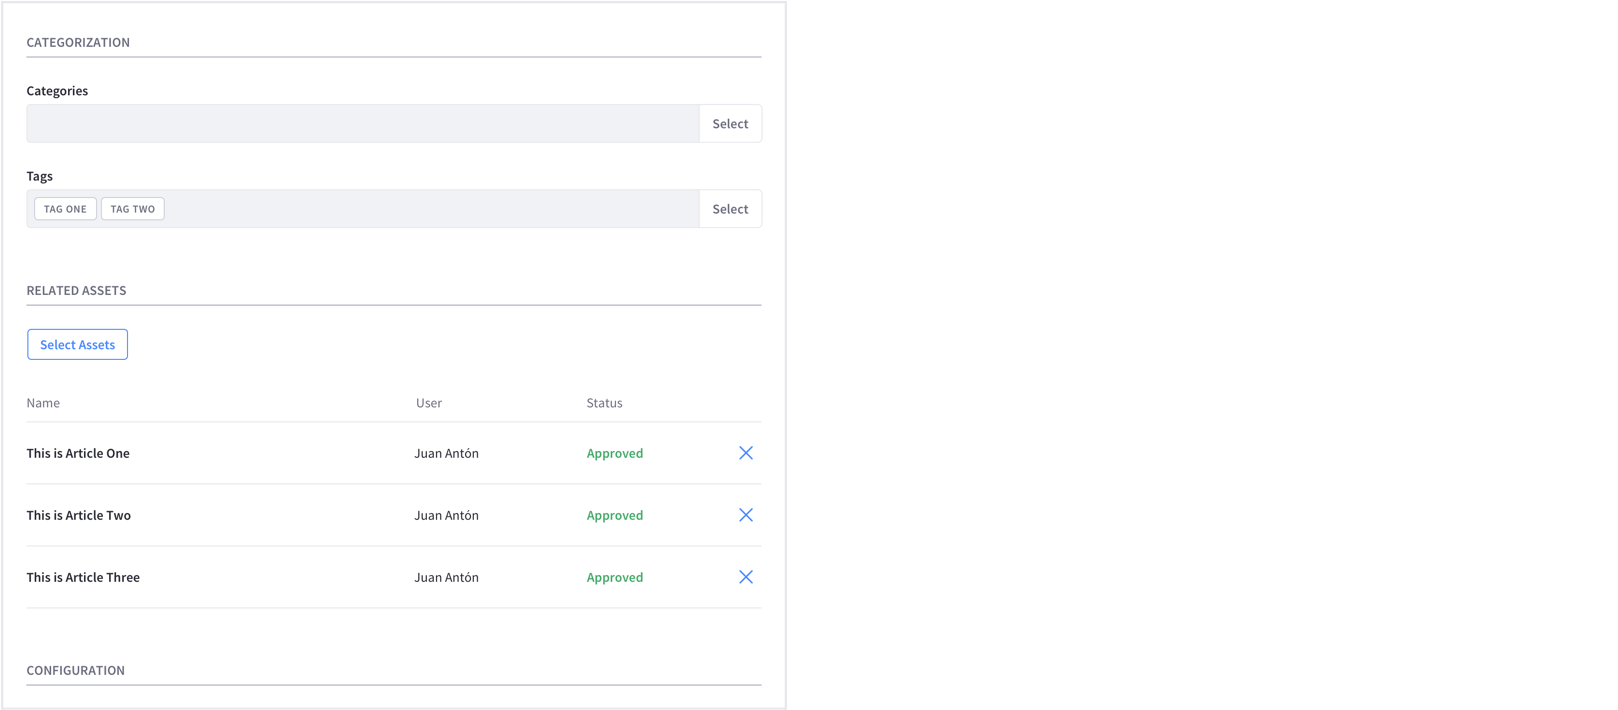 CATEGORIZATION
Categories
Select
Tags
TAG ONE TAG TWO Select
RELATED ASSETS
Select Assets
Name User Status
This is Article One Juan Antón Approved
This is Article Two Juan Antón Approved
This is Article Three Juan Antón Approved
CONFIGURATION